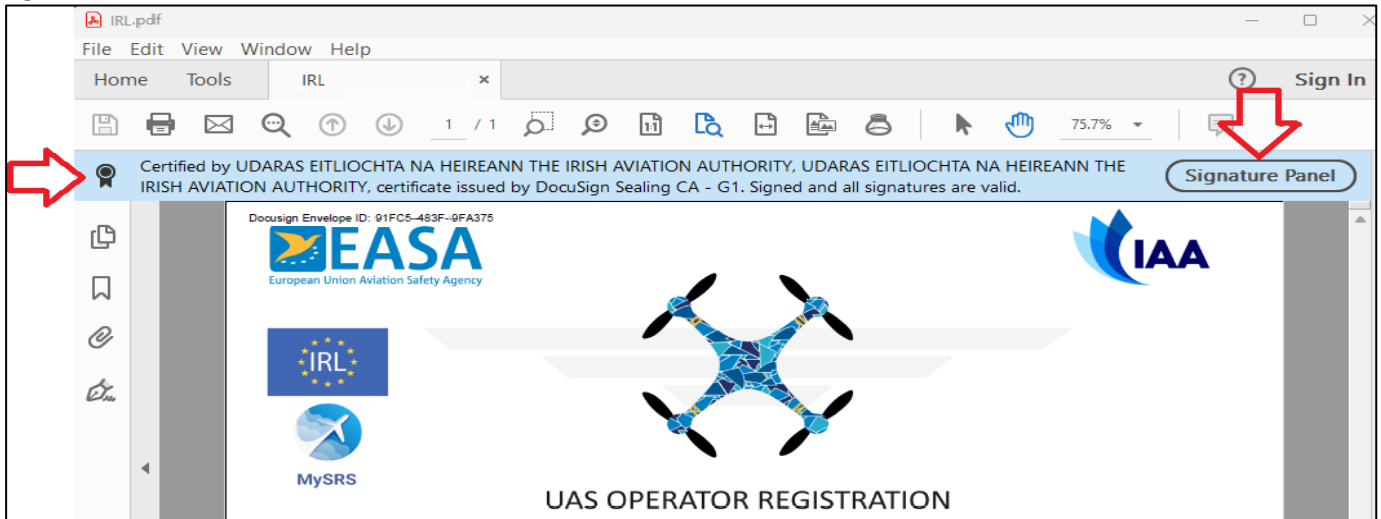 IRL.pdf
File Edit View Window Help
Home Tools IRL × ? Sign In
1 / 1 1:1 75.7%
Certified by UDARAS EITLIOCHTA NA HEIREANN THE IRISH AVIATION AUTHORITY, UDARAS EITLIOCHTA NA HEIREANN THE
IRISH AVIATION AUTHORITY, certificate issued by DocuSign Sealing CA - G1. Signed and all signatures are valid.
Signature Panel
Docusign Envelope ID: 91FC5--483F--9FA375
EASA
European Union Aviation Safety Agency
IAA
IRL
MySRS
UAS OPERATOR REGISTRATION